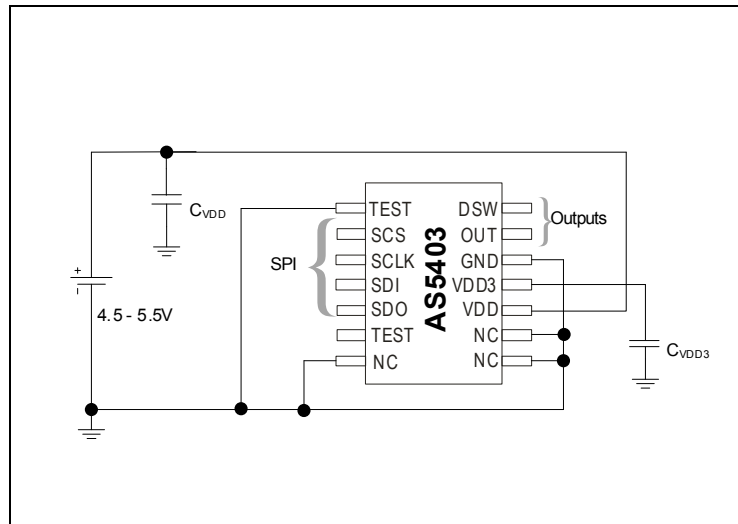 CVDD
+
-
4.5 - 5.5V
SPI
TEST
SCS
SCLK
SDI
SDO
TEST
NC
AS5403
DSW
OUT
GND
VDD3
VDD
NC
NC
Outputs
CVDD3